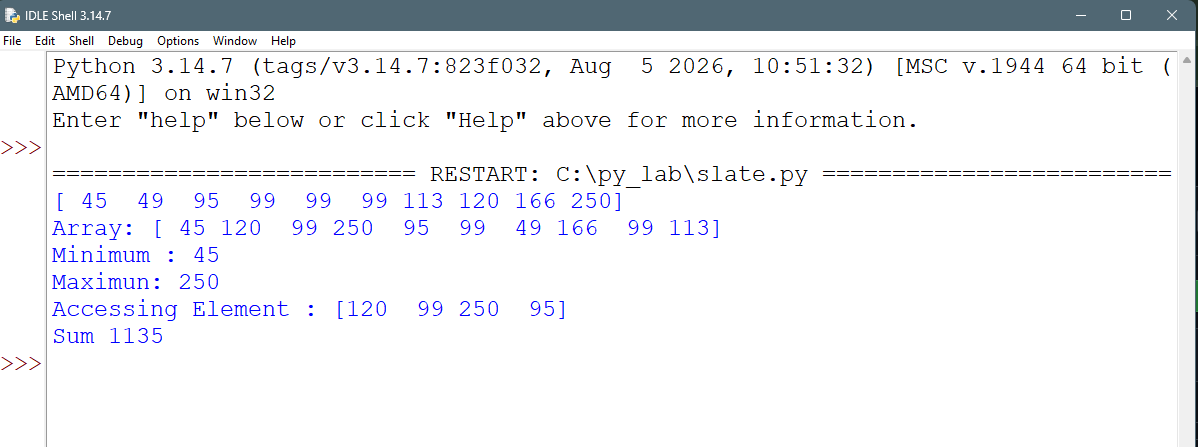 IDLE Shell 3.14.7
File Edit Shell Debug Options Window Help
Python 3.14.7 (tags/v3.14.7:823f032, Aug  5 2026, 10:51:32) [MSC v.1944 64 bit (
AMD64)] on win32
Enter "help" below or click "Help" above for more information.
>>>
========================== RESTART: C:\py_lab\slate.py =========================
[ 45  49  95  99  99  99 113 120 166 250]
Array: [ 45 120  99 250  95  99  49 166  99 113]
Minimum : 45
Maximun: 250
Accessing Element : [120  99 250  95]
Sum 1135
>>>